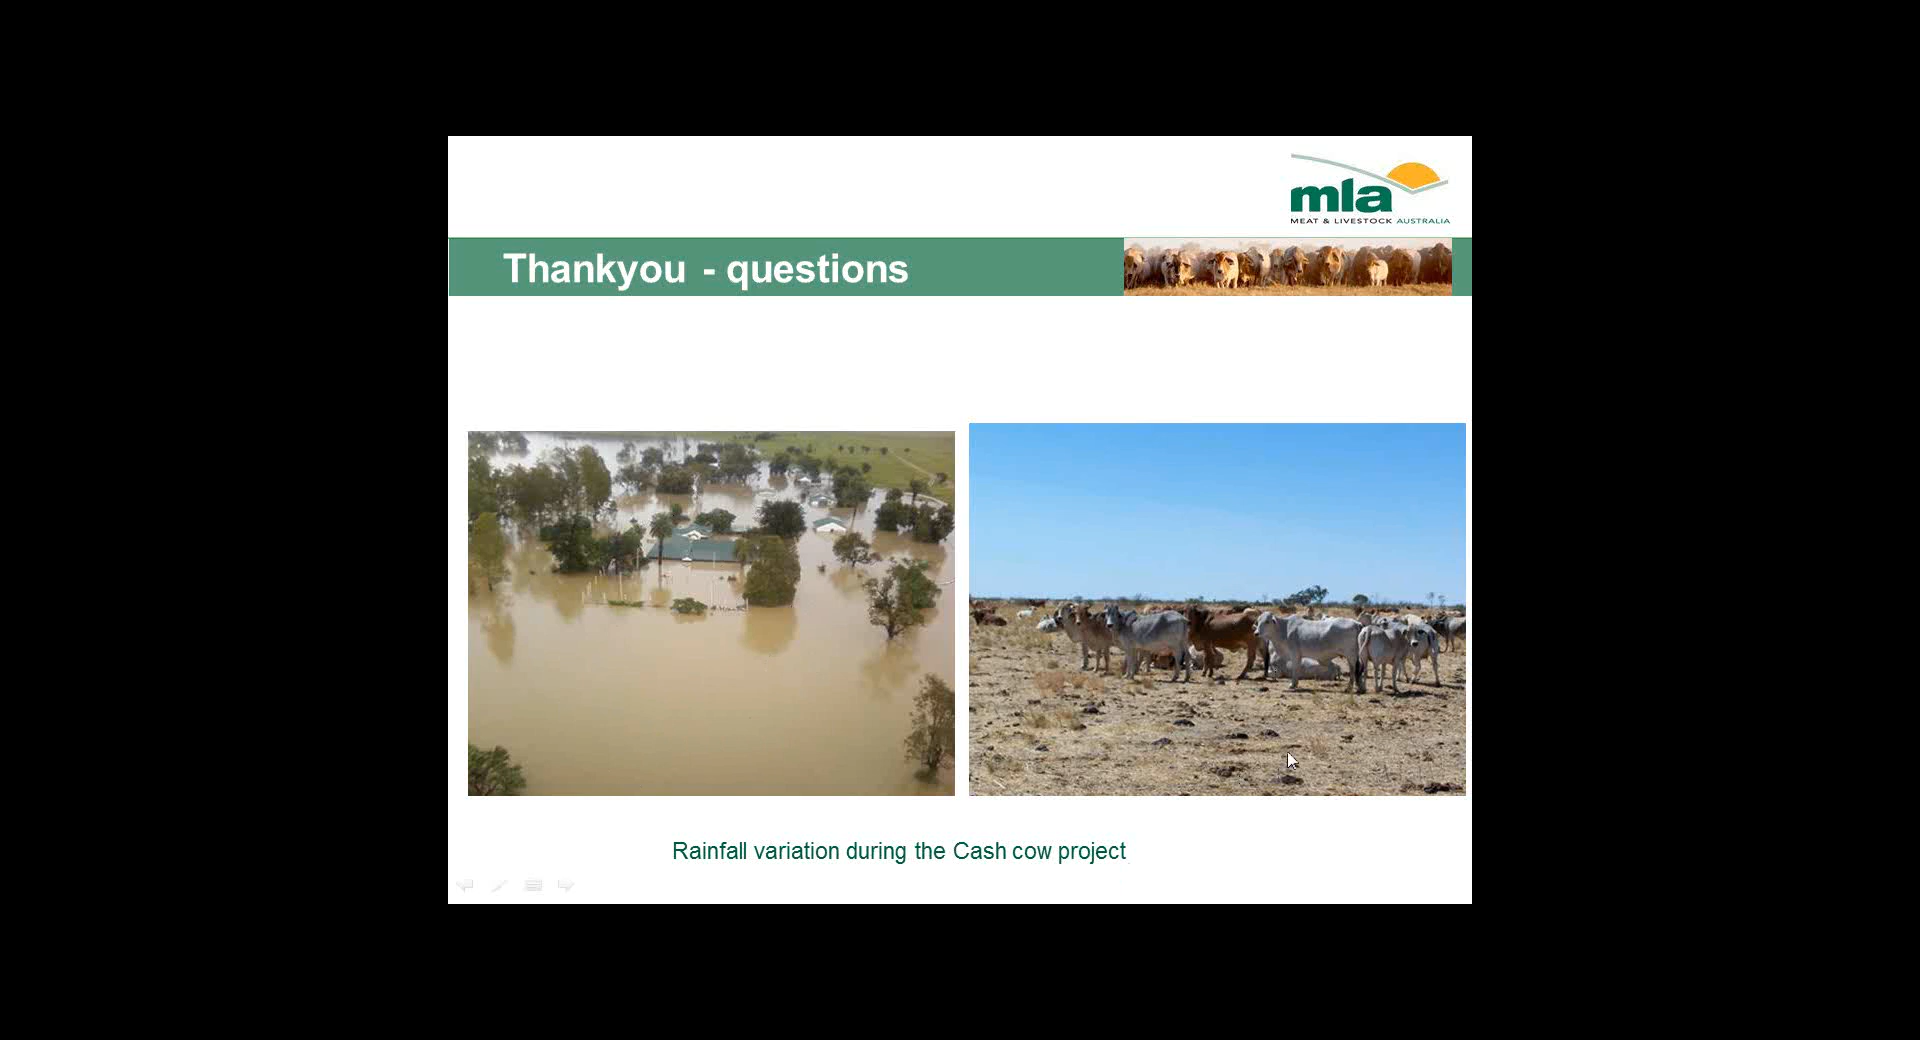 mla
MEAT & LIVESTOCK AUSTRALIA
Thankyou - questions
Rainfall variation during the Cash cow project